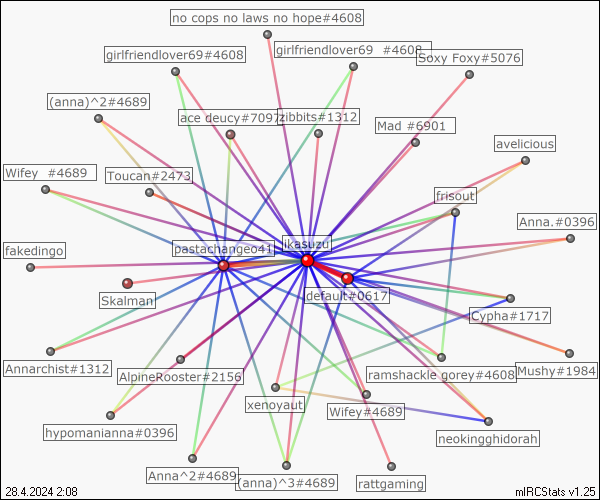 no cops no laws no hope#4608
girlfriendlover69#4608
girlfriendlover69 #4608
Soxy Foxy#5076
(anna)^2#4689
ace deucy#7097
zibbits#1312
Mad #6901
avelicious
Wifey #4689
Toucan#2473
frisout
Anna.#0396
pastachange041
ikasuzu
fakedingo
Skalman
default#0617
Cypha#1717
Annarchist#1312
AlpineRooster#2156
ramshackle gorey#4608
Mushy#1984
xenoyaut
Wifey#4689
hypomanianna#0396
neokingghidorah
Anna^2#4689
(anna)^3#4689
rattgaming
28.4.2024 2:08
mIRCStats v1.25